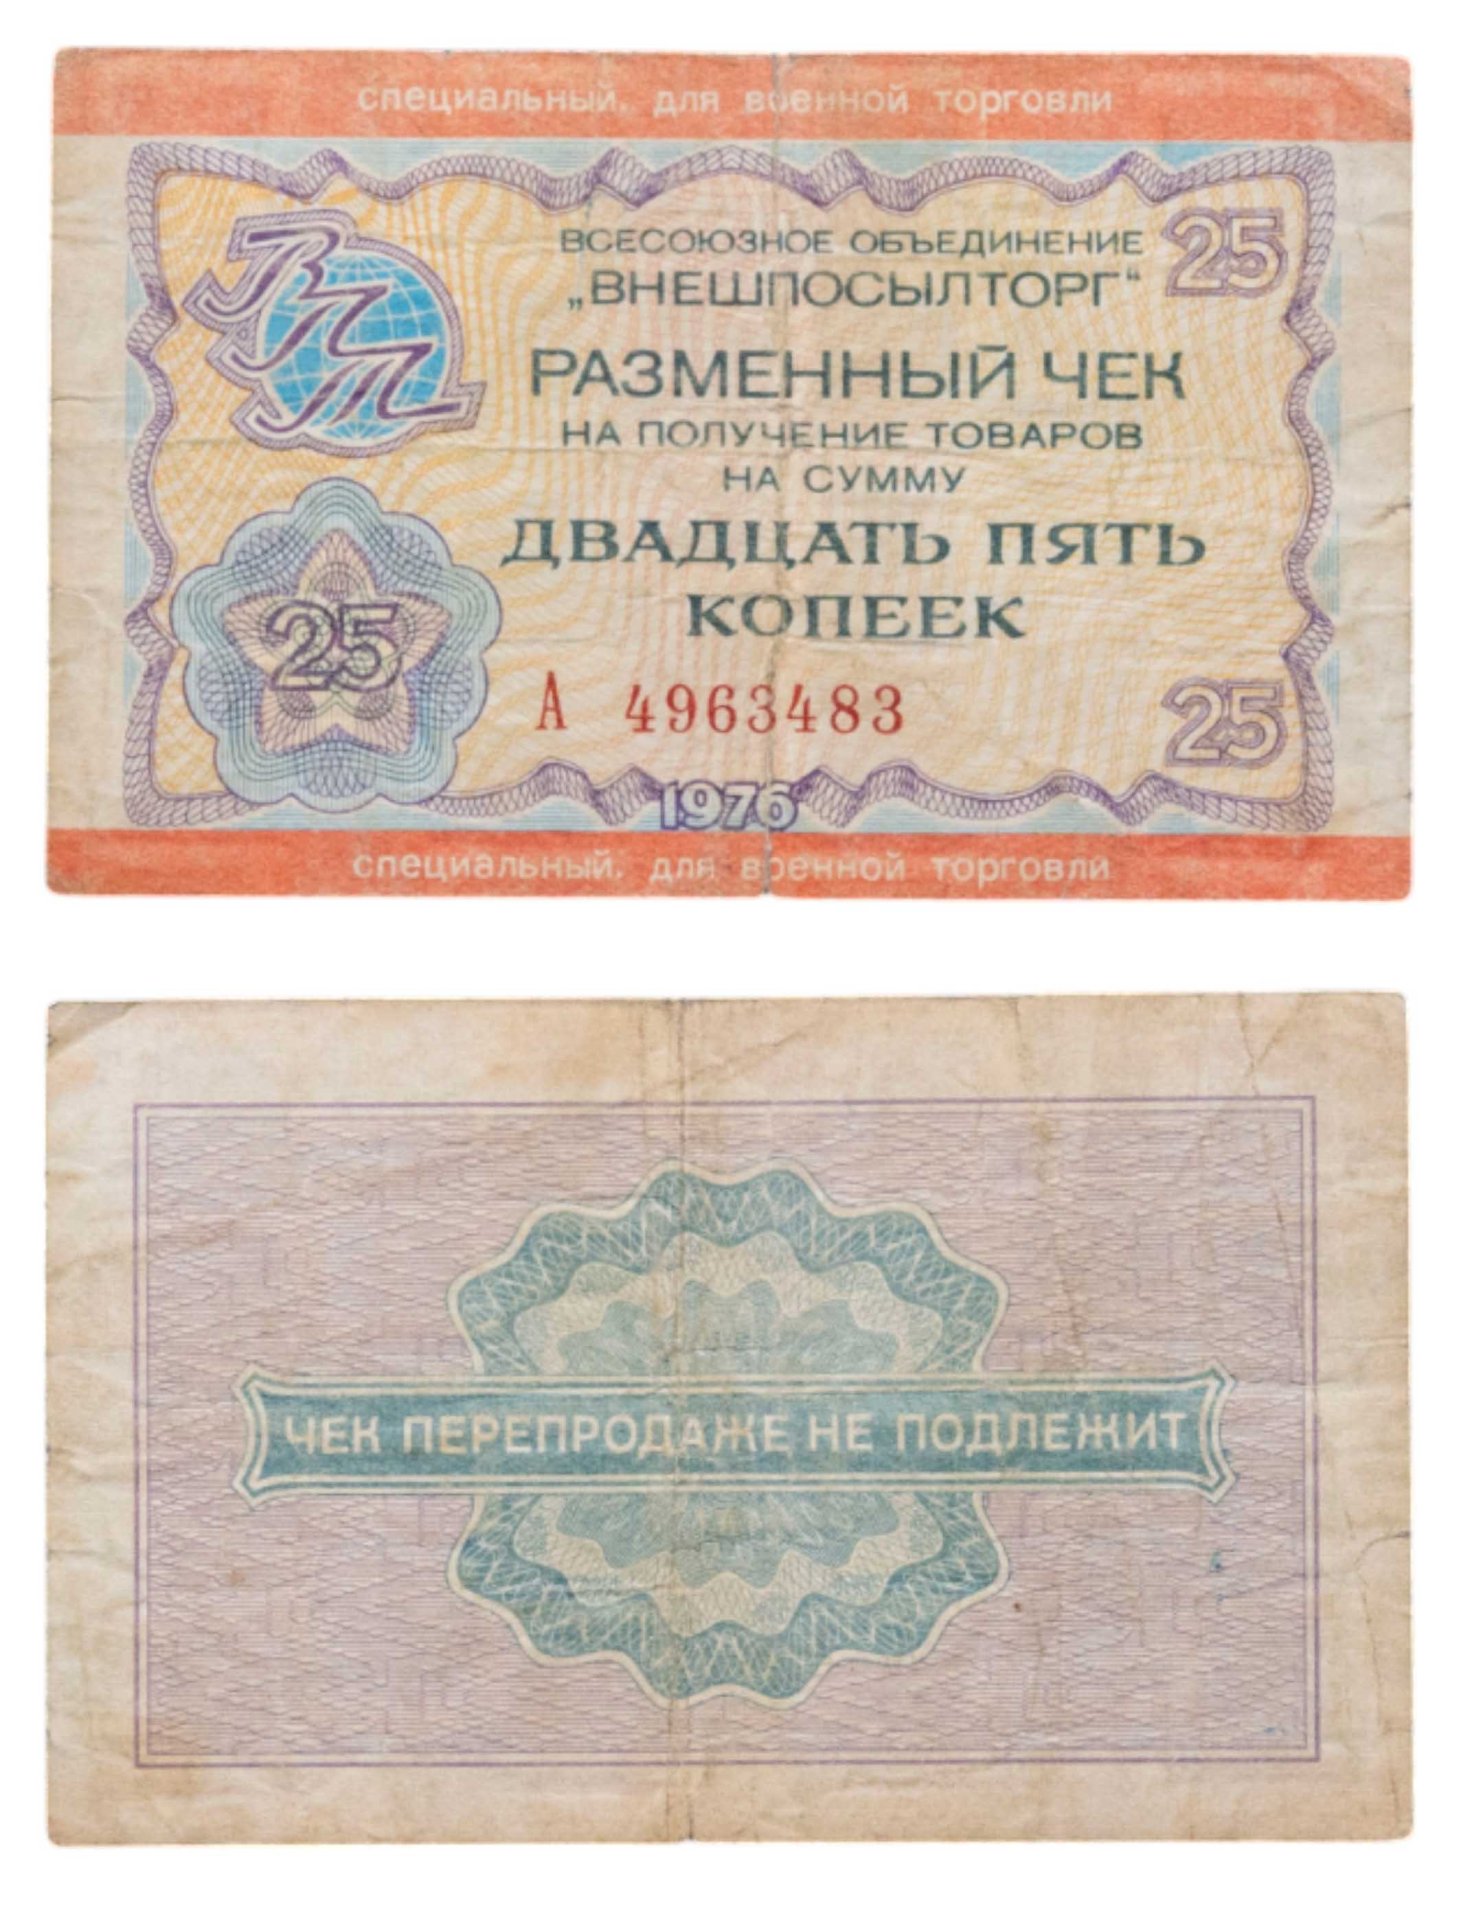 специальный. для военной торговли
ВПТ
ВСЕСОЮЗНОЕ ОБЪЕДИНЕНИЕ
25
„ВНЕШПОСЫЛТОРГ“
РАЗМЕННЫЙ ЧЕК
НА ПОЛУЧЕНИЕ ТОВАРОВ
НА СУММУ
ДВАДЦАТЬ ПЯТЬ
КОПЕЕК
25
А 4963483
25
1976
специальный. для военной торговли
ЧЕК ПЕРЕПРОДАЖЕ НЕ ПОДЛЕЖИТ